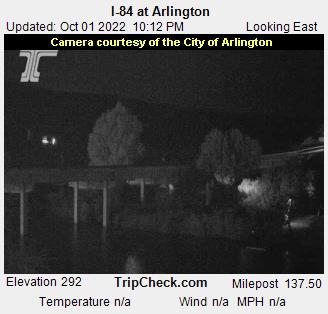 I-84 at Arlington
Updated: Oct 01 2022 10:12 PM Looking East
Camera courtesy of the City of Arlington
Elevation 292 TripCheck.com Milepost 137.50
Temperature n/a Wind n/a MPH n/a